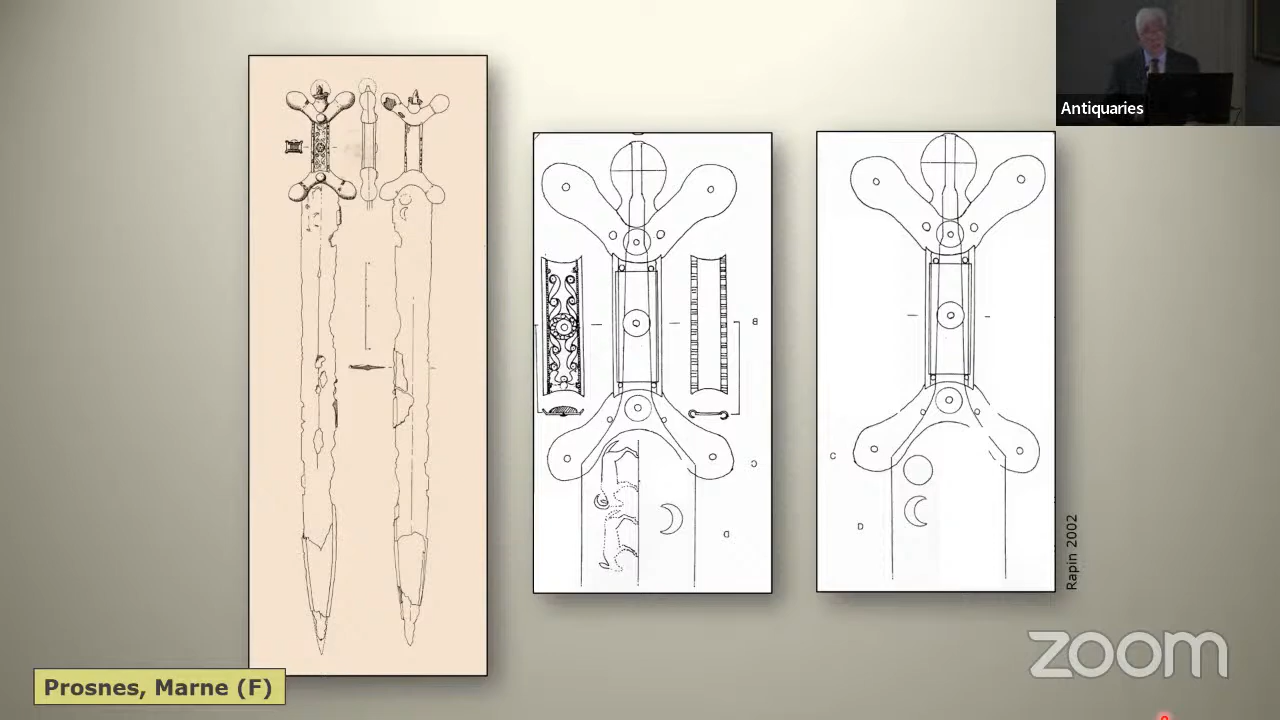 Antiquaries
B
C
D
C
D
Rapin 2002
zoom
Prosnes, Marne (F)